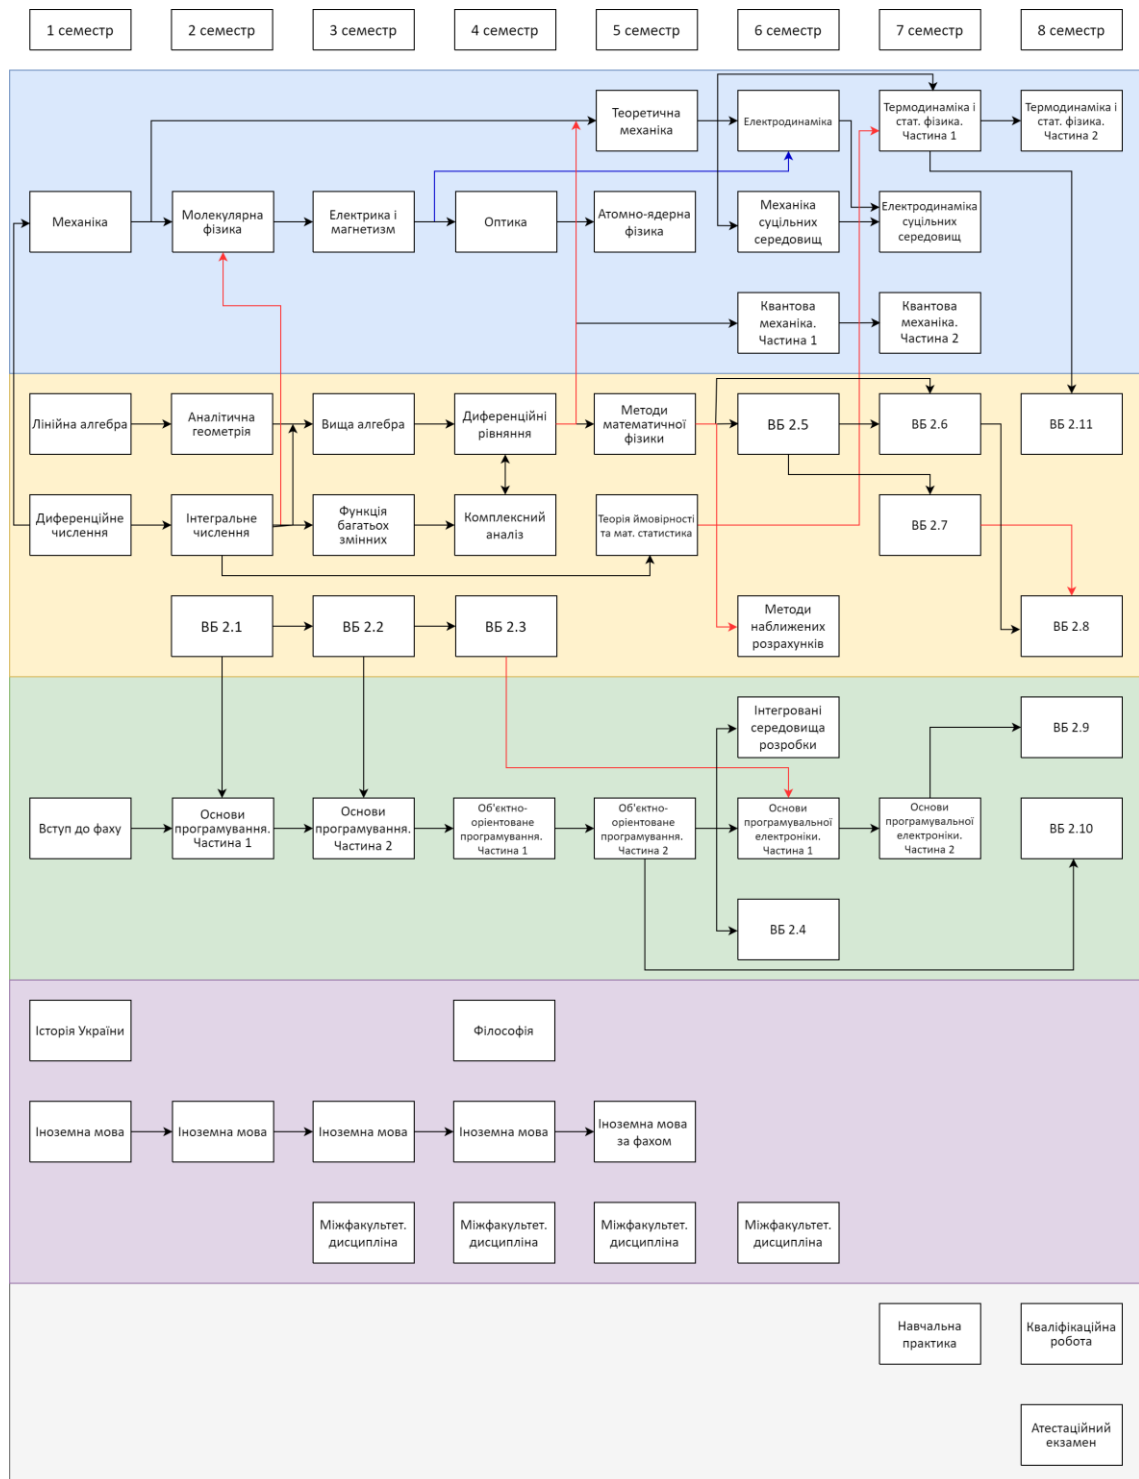 1 семестр
2 семестр
3 семестр
4 семестр
5 семестр
6 семестр
7 семестр
8 семестр
Теоретична
механіка
Електродинаміка
Термодинаміка і
стат. фізика.
Частина 1
Термодинаміка і
стат. фізика.
Частина 2
Механіка
Молекулярна
фізика
Електрика і
магнетизм
Оптика
Атомно-ядерна
фізика
Механіка
суцільних
середовищ
Електродинаміка
суцільних
середовищ
Квантова
механіка.
Частина 1
Квантова
механіка.
Частина 2
Лінійна алгебра
Аналітична
геометрія
Вища алгебра
Диференційні
рівняння
Методи
математичної
фізики
ВБ 2.5
ВБ 2.6
ВБ 2.11
Диференційне
числення
Інтегральне
числення
Функція
багатьох
змінних
Комплексний
аналіз
Теорія ймовірності
та мат. статистика
ВБ 2.7
ВБ 2.1
ВБ 2.2
ВБ 2.3
Методи
наближених
розрахунків
ВБ 2.8
Інтегровані
середовища
розробки
ВБ 2.9
Вступ до фаху
Основи
програмування.
Частина 1
Основи
програмування.
Частина 2
Об'єктно-
орієнтоване
програмування.
Частина 1
Об'єктно-
орієнтоване
програмування.
Частина 2
Основи
програмувальної
електроніки.
Частина 1
Основи
програмувальної
електроніки.
Частина 2
ВБ 2.10
ВБ 2.4
Історія України
Філософія
Іноземна мова
Іноземна мова
Іноземна мова
Іноземна мова
Іноземна мова
за фахом
Міжфакультет.
дисципліна
Міжфакультет.
дисципліна
Міжфакультет.
дисципліна
Міжфакультет.
дисципліна
Навчальна
практика
Кваліфікаційна
робота
Атестаційний
екзамен